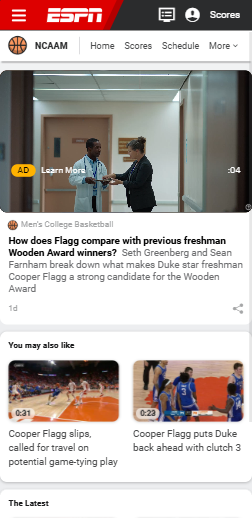 ESPN
Scores
NCAAM
Home Scores Schedule More
AD Learn More :04
Men's College Basketball
How does Flagg compare with previous freshman
Wooden Award winners? Seth Greenberg and Sean
Farnham break down what makes Duke star freshman
Cooper Flagg a strong candidate for the Wooden
Award
1d
You may also like
0:31
0:23
Cooper Flagg slips,
called for travel on
potential game-tying play
Cooper Flagg puts Duke
back ahead with clutch 3
The Latest